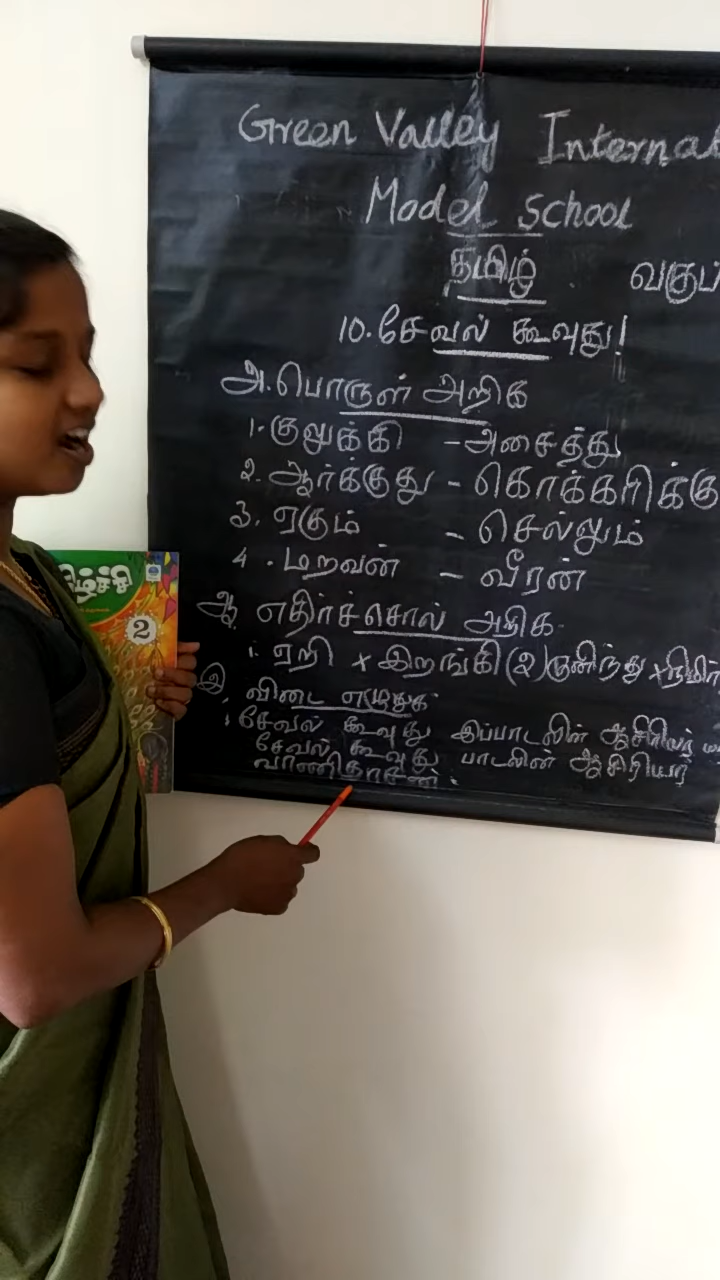 Green Valley Internat
Model School
தமிழ் வகுப்
10. சேவல் கூவுது!
அ. பொருள் அறிக
1. குலுக்கி - அசைத்து
2. ஆர்க்குது - கொக்கரிக்கு
3. ஏகும் - செல்லும்
4. மறவன் - வீரன்
ஆ. எதிர்ச்சொல் அறிக
1. ஏறி x இறங்கி (2) குனிந்து x நிமிர்
இ. விடை எழுதுக
1. சேவல் கூவுது இப்பாடலின் ஆசிரியர் யா
சேவல் கூவுது பாடலின் ஆசிரியர்
வாணிதாசன்.
2